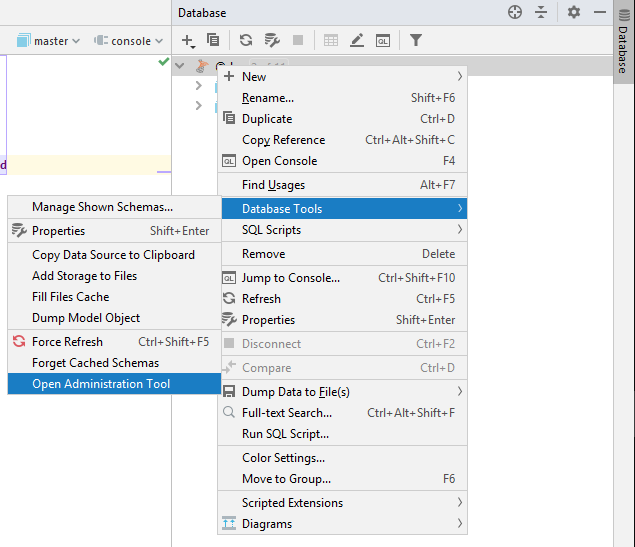 Database
master
console
Database
New
Rename... Shift+F6
Duplicate Ctrl+D
Copy Reference Ctrl+Alt+Shift+C
QL Open Console F4
Find Usages Alt+F7
Database Tools
SQL Scripts
Remove Delete
QL Jump to Console... Ctrl+Shift+F10
Refresh Ctrl+F5
Properties Shift+Enter
Disconnect Ctrl+F2
Compare Ctrl+D
Dump Data to File(s)
Full-text Search... Ctrl+Alt+Shift+F
Run SQL Script...
Color Settings...
Move to Group... F6
Scripted Extensions
Diagrams
Manage Shown Schemas...
Properties Shift+Enter
Copy Data Source to Clipboard
Add Storage to Files
Fill Files Cache
Dump Model Object
Force Refresh Ctrl+Shift+F5
Forget Cached Schemas
Open Administration Tool
QL
d